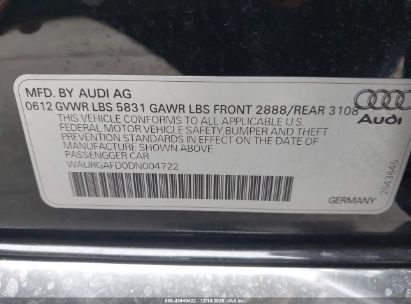 MFD. BY AUDI AG
0612 GVWR LBS 5831 GAWR LBS FRONT 2888/REAR 3108
THIS VEHICLE CONFORMS TO ALL APPLICABLE U.S.
FEDERAL MOTOR VEHICLE SAFETY BUMPER AND THEFT
PREVENTION STANDARDS IN EFFECT ON THE DATE OF
MANUFACTURE SHOWN ABOVE.
PASSENGER CAR
WAURGAFD0DN004722
Audi
GERMANY
2543645